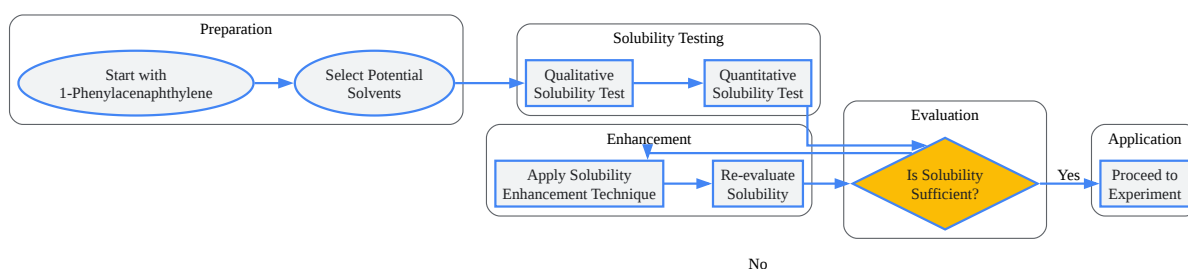 Preparation
Start with
1-Phenylacenaphthylene
Select Potential
Solvents
Solubility Testing
Qualitative
Solubility Test
Quantitative
Solubility Test
Enhancement
Apply Solubility
Enhancement Technique
Re-evaluate
Solubility
Evaluation
Is Solubility
Sufficient?
Yes
Application
Proceed to
Experiment
No